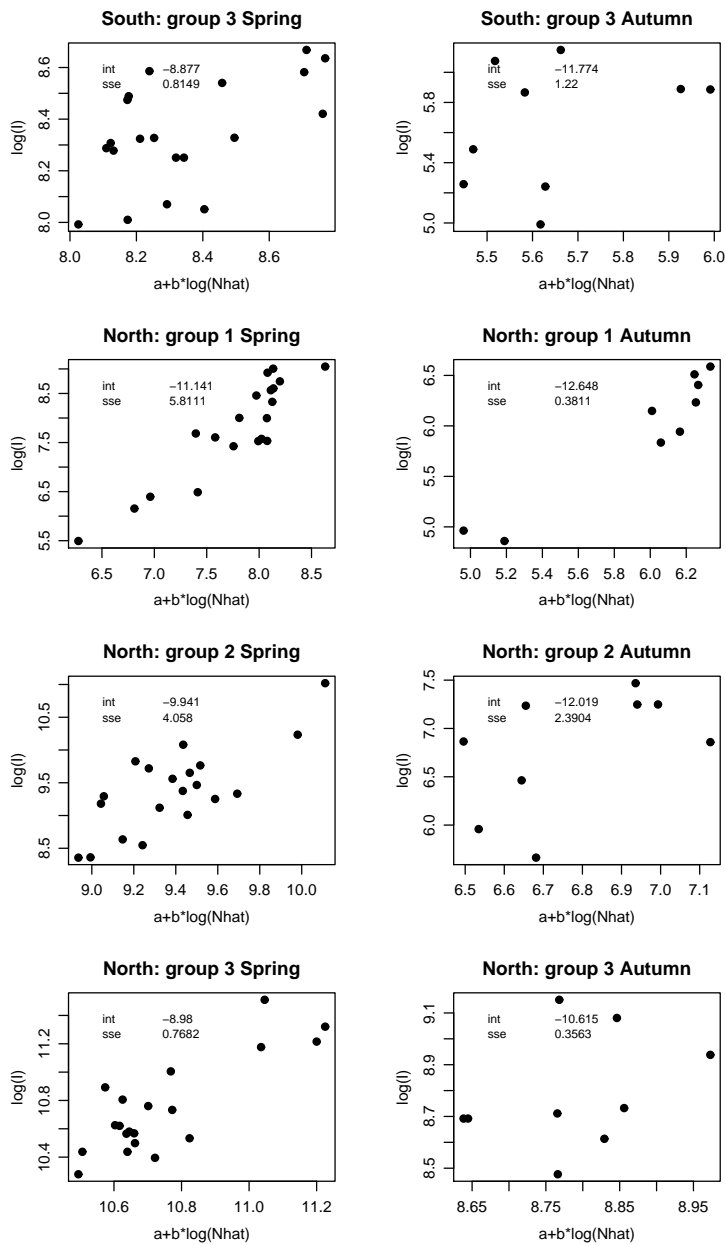 South: group 3 Spring
int −8.877
sse 0.8149
log(I)
8.0 8.2 8.4 8.6
8.0 8.2 8.4 8.6
a+b*log(Nhat)
South: group 3 Autumn
int −11.774
sse 1.22
log(I)
5.0 5.4 5.8
5.5 5.6 5.7 5.8 5.9 6.0
a+b*log(Nhat)
North: group 1 Spring
int −11.141
sse 5.8111
log(I)
5.5 6.5 7.5 8.5
6.5 7.0 7.5 8.0 8.5
a+b*log(Nhat)
North: group 1 Autumn
int −12.648
sse 0.3811
log(I)
5.0 5.5 6.0 6.5
5.0 5.2 5.4 5.6 5.8 6.0 6.2
a+b*log(Nhat)
North: group 2 Spring
int −9.941
sse 4.058
log(I)
8.5 9.5 10.5
9.0 9.2 9.4 9.6 9.8 10.0
a+b*log(Nhat)
North: group 2 Autumn
int −12.019
sse 2.3904
log(I)
6.0 6.5 7.0 7.5
6.5 6.6 6.7 6.8 6.9 7.0 7.1
a+b*log(Nhat)
North: group 3 Spring
int −8.98
sse 0.7682
log(I)
10.4 10.8 11.2
10.6 10.8 11.0 11.2
a+b*log(Nhat)
North: group 3 Autumn
int −10.615
sse 0.3563
log(I)
8.5 8.7 8.9 9.1
8.65 8.75 8.85 8.95
a+b*log(Nhat)